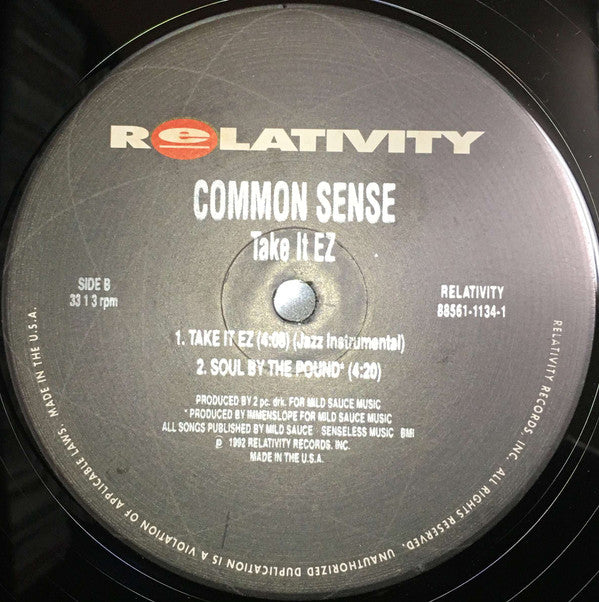 ReLATIVITY
COMMON SENSE
Take It EZ
SIDE B
33 1 3 rpm
RELATIVITY
88561-1134-1
1. TAKE IT EZ (4:08) (Jazz Instrumental)
2. SOUL BY THE POUND* (4:20)
PRODUCED BY 2 pc. drk. FOR MILD SAUCE MUSIC
* PRODUCED BY IMMENSLOPE FOR MILD SAUCE MUSIC
ALL SONGS PUBLISHED BY MILD SAUCE - SENSELESS MUSIC BMI
℗ 1992 RELATIVITY RECORDS, INC.
MADE IN THE U.S.A.
RELATIVITY RECORDS, INC. ALL RIGHTS RESERVED. UNAUTHORIZED DUPLICATION IS A VIOLATION OF APPLICABLE LAWS. MADE IN THE U.S.A.